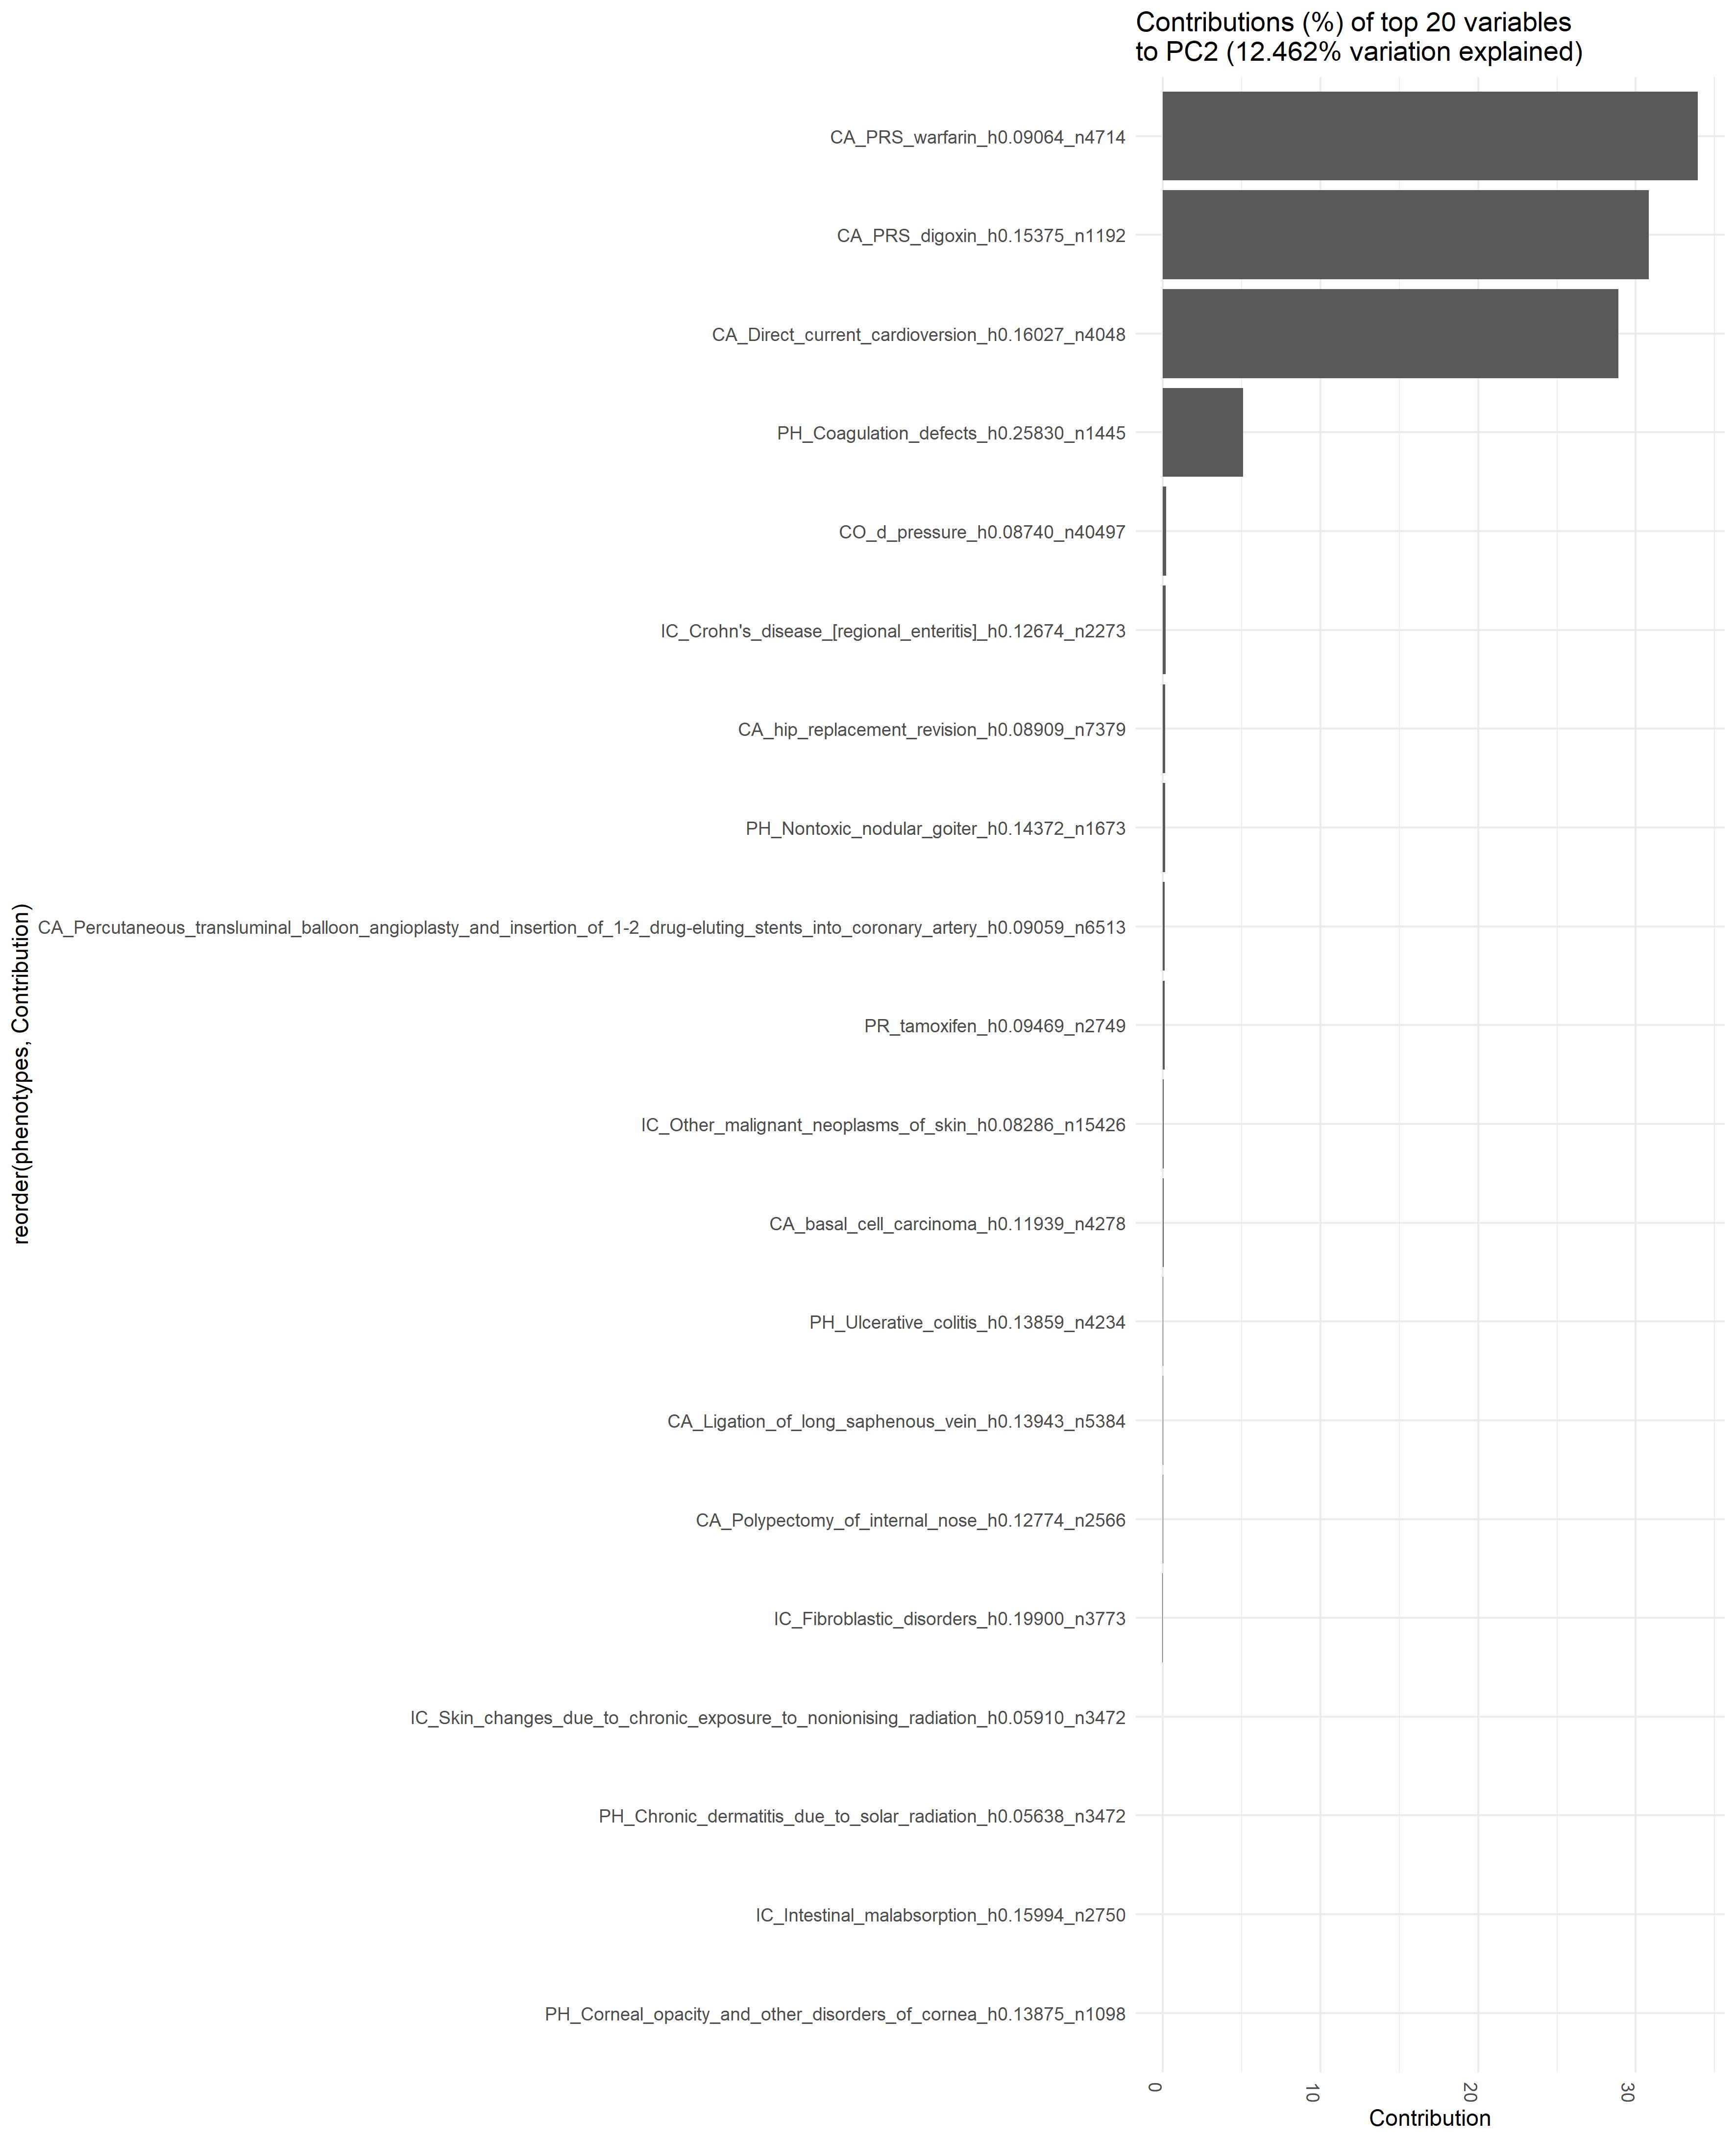 Contributions (%) of top 20 variables
to PC2 (12.462% variation explained)
CA_PRS_warfarin_h0.09064_n4714
CA_PRS_digoxin_h0.15375_n1192
CA_Direct_current_cardioversion_h0.16027_n4048
PH_Coagulation_defects_h0.25830_n1445
CO_d_pressure_h0.08740_n40497
IC_Crohn's_disease_[regional_enteritis]_h0.12674_n2273
CA_hip_replacement_revision_h0.08909_n7379
PH_Nontoxic_nodular_goiter_h0.14372_n1673
CA_Percutaneous_transluminal_balloon_angioplasty_and_insertion_of_1-2_drug-eluting_stents_into_coronary_artery_h0.09059_n6513
PR_tamoxifen_h0.09469_n2749
IC_Other_malignant_neoplasms_of_skin_h0.08286_n15426
CA_basal_cell_carcinoma_h0.11939_n4278
PH_Ulcerative_colitis_h0.13859_n4234
CA_Ligation_of_long_saphenous_vein_h0.13943_n5384
CA_Polypectomy_of_internal_nose_h0.12774_n2566
IC_Fibroblastic_disorders_h0.19900_n3773
IC_Skin_changes_due_to_chronic_exposure_to_nonionising_radiation_h0.05910_n3472
PH_Chronic_dermatitis_due_to_solar_radiation_h0.05638_n3472
IC_Intestinal_malabsorption_h0.15994_n2750
PH_Corneal_opacity_and_other_disorders_of_cornea_h0.13875_n1098
reorder(phenotypes, Contribution)
0
10
20
30
Contribution